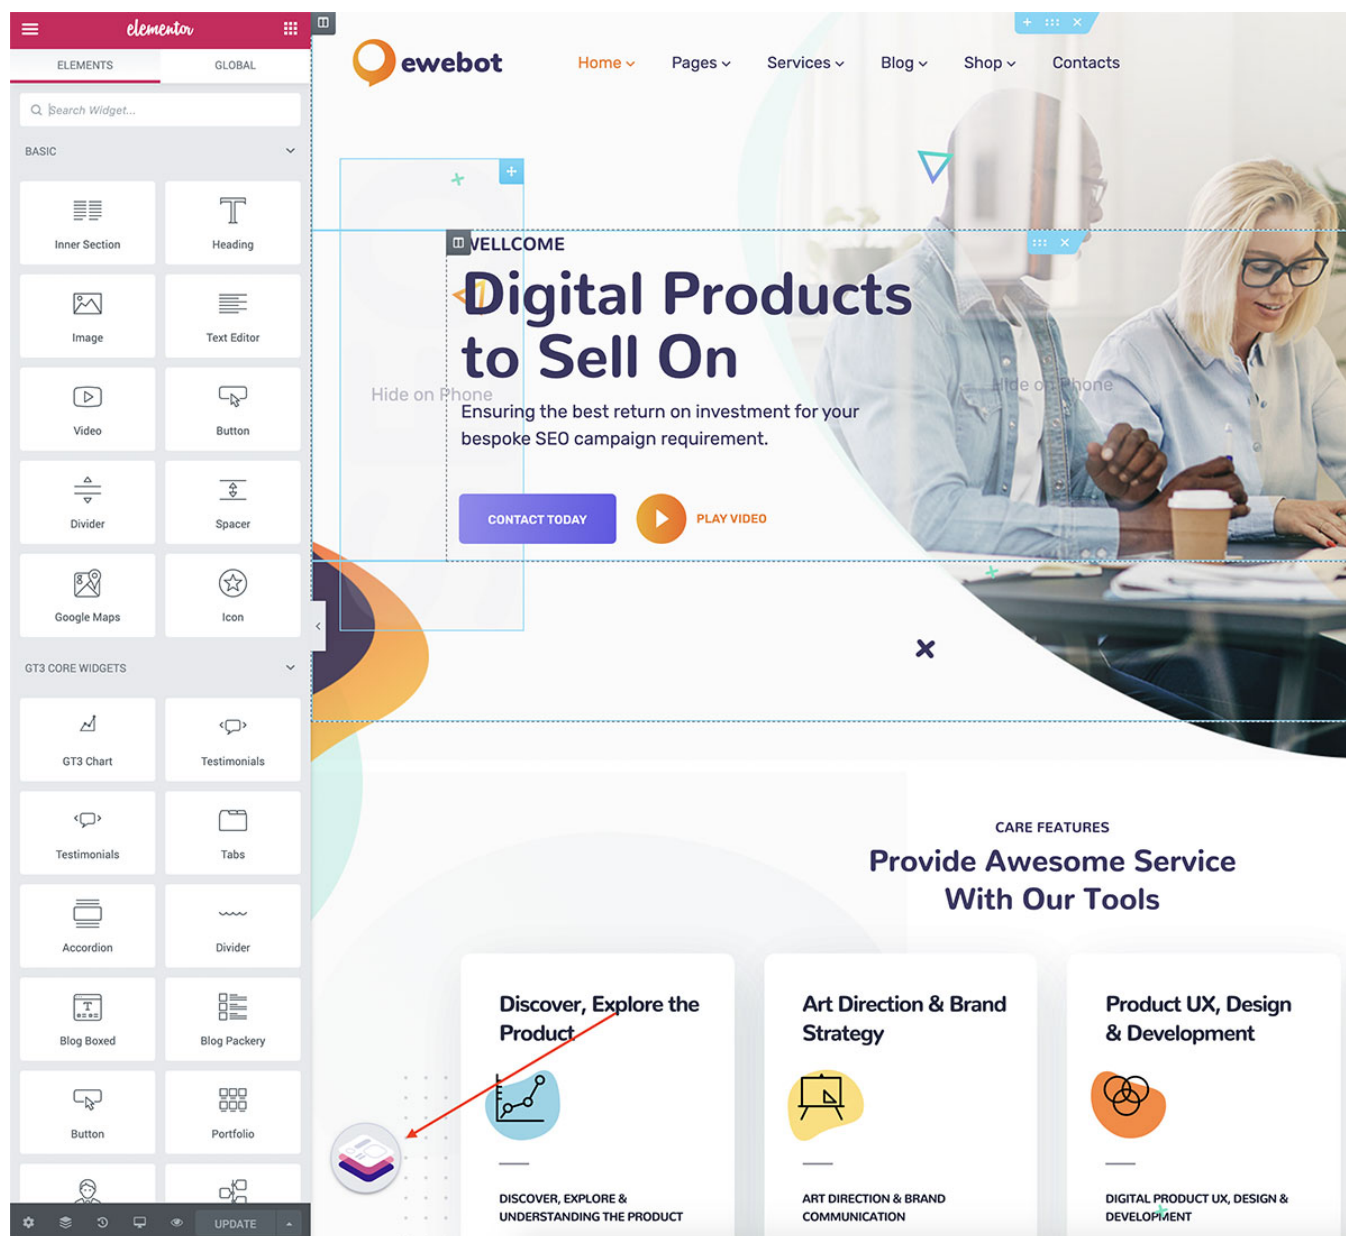 elementor
ELEMENTS
GLOBAL
Search Widget...
BASIC
Inner Section
Heading
Image
Text Editor
Video
Button
Divider
Spacer
Google Maps
Icon
GT3 CORE WIDGETS
GT3 Chart
Testimonials
Testimonials
Tabs
Accordion
Divider
Blog Boxed
Blog Packery
Button
Portfolio
UPDATE
ewebot
Home
Pages
Services
Blog
Shop
Contacts
WELLCOME
Digital Products
to Sell On
Hide on Phone
Hide on Phone
Ensuring the best return on investment for your
bespoke SEO campaign requirement.
CONTACT TODAY
PLAY VIDEO
CARE FEATURES
Provide Awesome Service
With Our Tools
Discover, Explore the
Product
DISCOVER, EXPLORE &
UNDERSTANDING THE PRODUCT
Art Direction & Brand
Strategy
ART DIRECTION & BRAND
COMMUNICATION
Product UX, Design
& Development
DIGITAL PRODUCT UX, DESIGN &
DEVELOPMENT